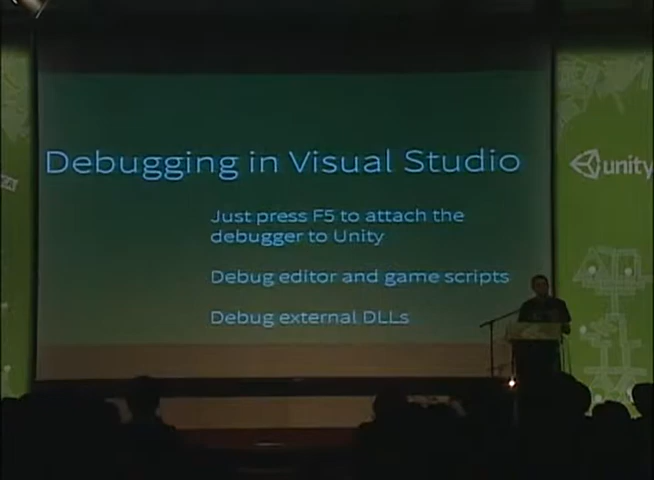 Debugging in Visual Studio
Just press F5 to attach the
debugger to Unity
Debug editor and game scripts
Debug external DLLs
unity